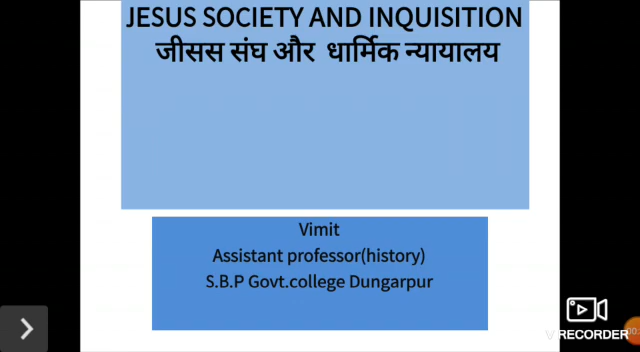 JESUS SOCIETY AND INQUISITION
जीसस संघ और धार्मिक न्यायालय
Vimit
Assistant professor(history)
S.B.P Govt.college Dungarpur
V RECORDER